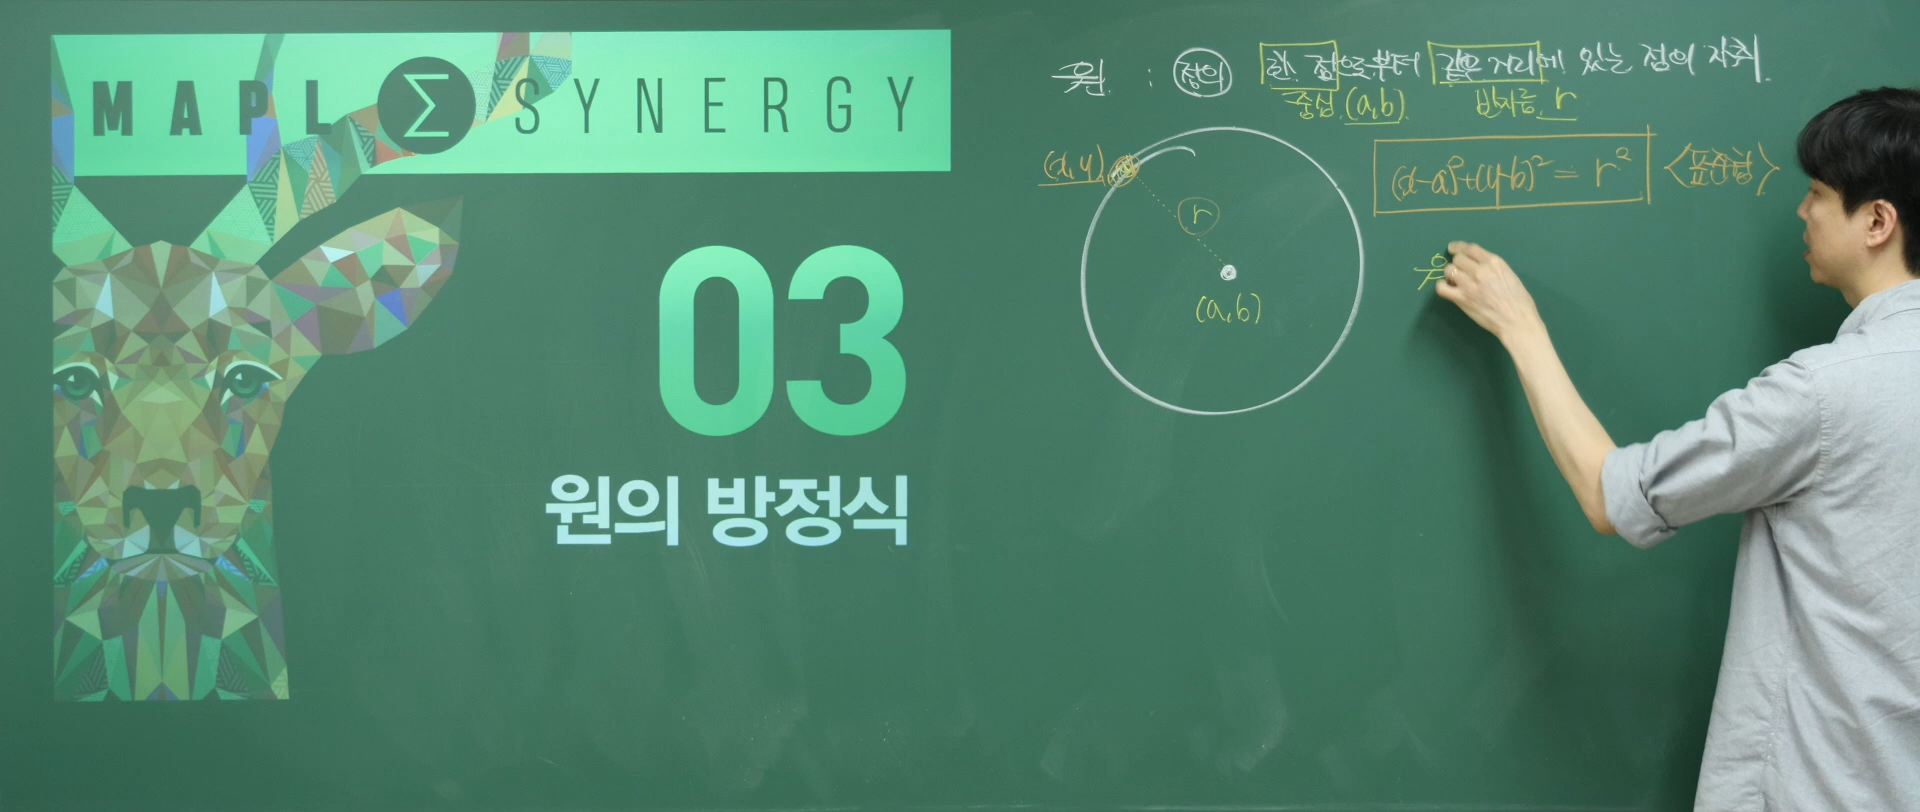 MAPL Σ SYNERGY
03
원의 방정식
원 : 정의 한 점으로부터 같은 거리에 있는 점의 자취.
중심 (a,b). 반지름 r
(x,y)
r
(a,b)
(x-a)²+(y-b)² = r² <표준형>